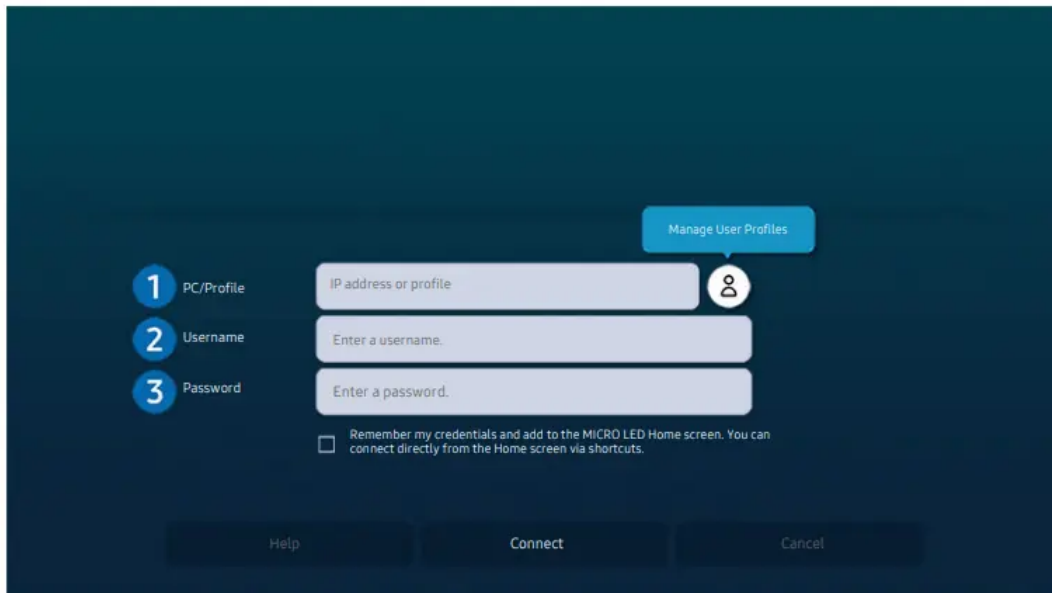 Manage User Profiles
1 PC/Profile IP address or profile
2 Username Enter a username.
3 Password Enter a password.
Remember my credentials and add to the MICRO LED Home screen. You can
connect directly from the Home screen via shortcuts.
Help Connect Cancel